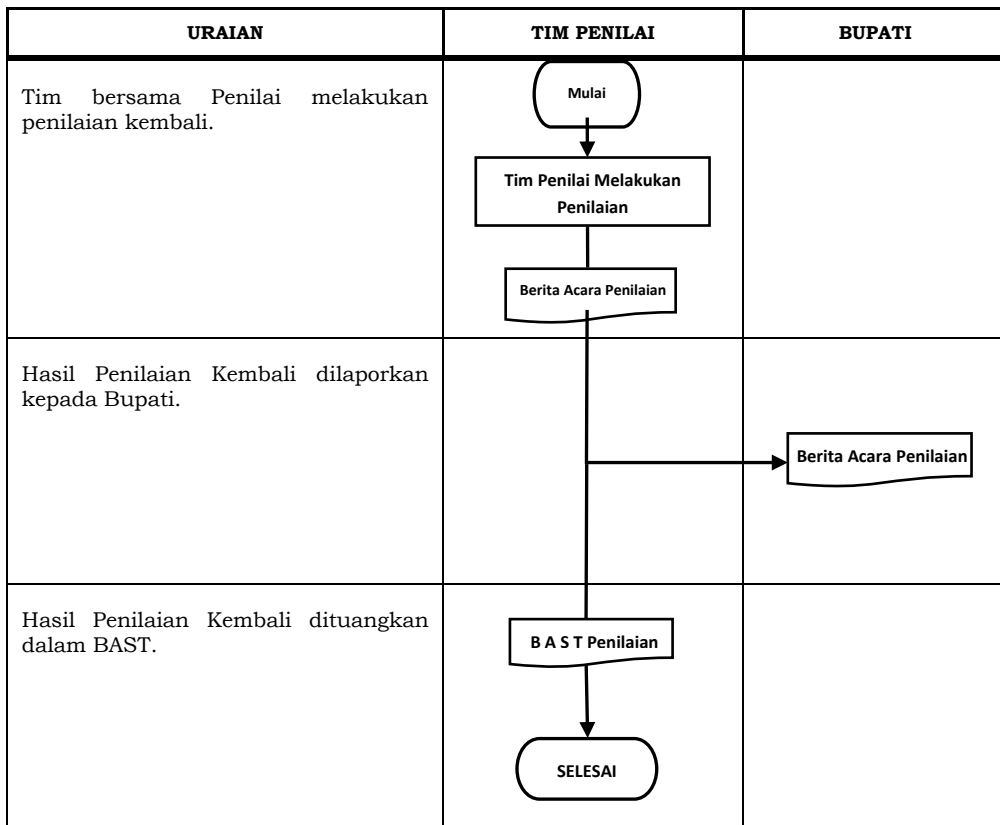 URAIAN
TIM PENILAI
BUPATI
Tim bersama Penilai melakukan
penilaian kembali.
Mulai
Tim Penilai Melakukan
Penilaian
Berita Acara Penilaian
Hasil Penilaian Kembali dilaporkan
kepada Bupati.
Berita Acara Penilaian
Hasil Penilaian Kembali dituangkan
dalam BAST.
B A S T Penilaian
SELESAI